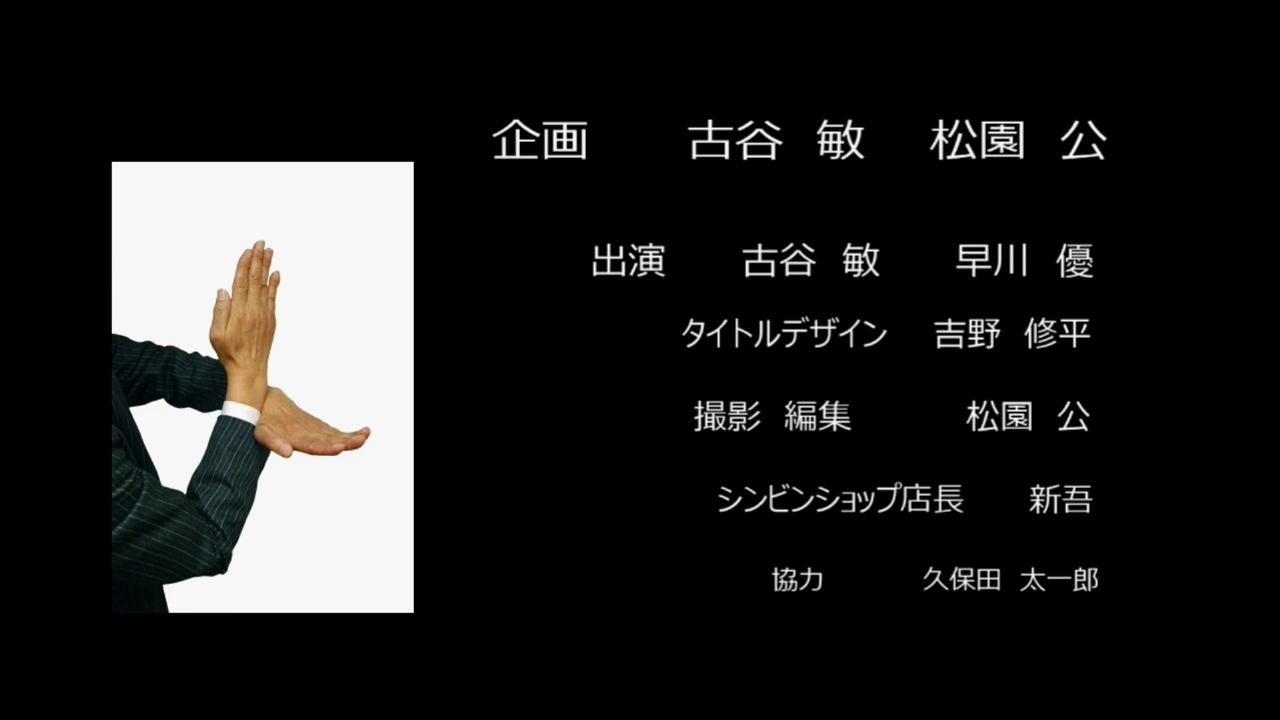 企画　古谷 敏　松園 公
出演　古谷 敏　早川 優
タイトルデザイン　吉野 修平
撮影 編集　松園 公
シンビンショップ店長　新吾
協力　久保田 太一郎